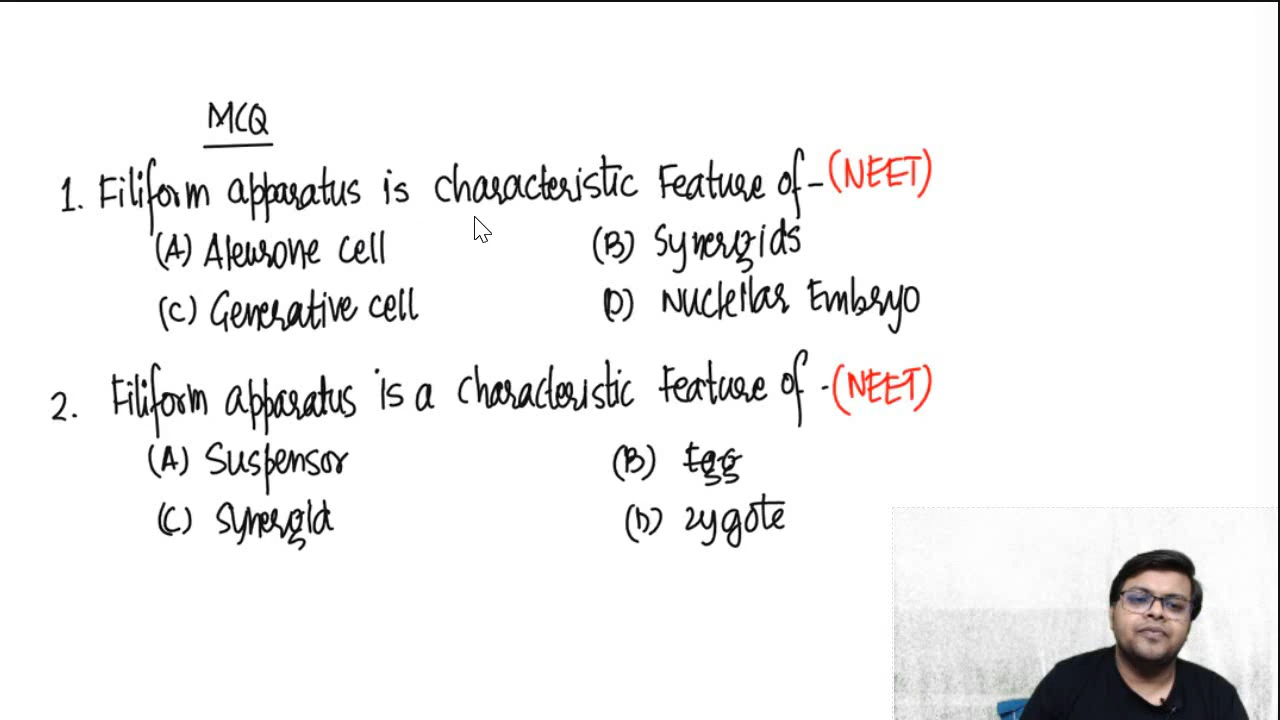 MCQ
1. Filiform apparatus is characteristic Feature of - (NEET)
(A) Aleurone cell (B) Synergids
(C) Generative cell (D) Nucellar Embryo
2. Filiform apparatus is a characteristic Feature of - (NEET)
(A) Suspensor (B) Egg
(C) Synergid (D) zygote